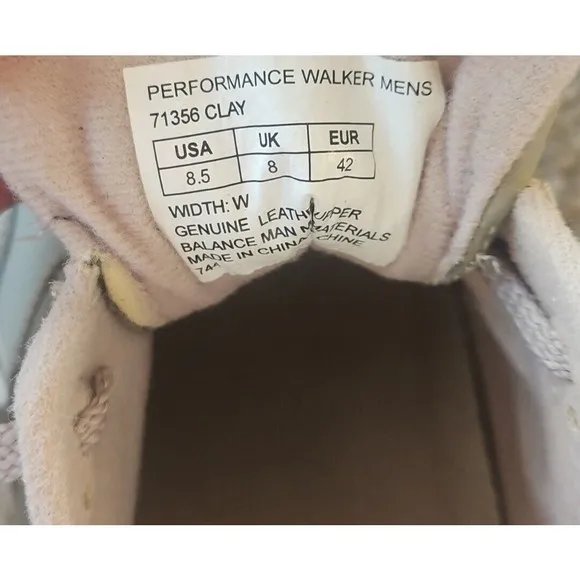 PERFORMANCE WALKER MENS
71356 CLAY
USA UK EUR
8.5 8 42
WIDTH: W
GENUINE LEATHER UPPER
BALANCE MAN MATERIALS
MADE IN CHINA